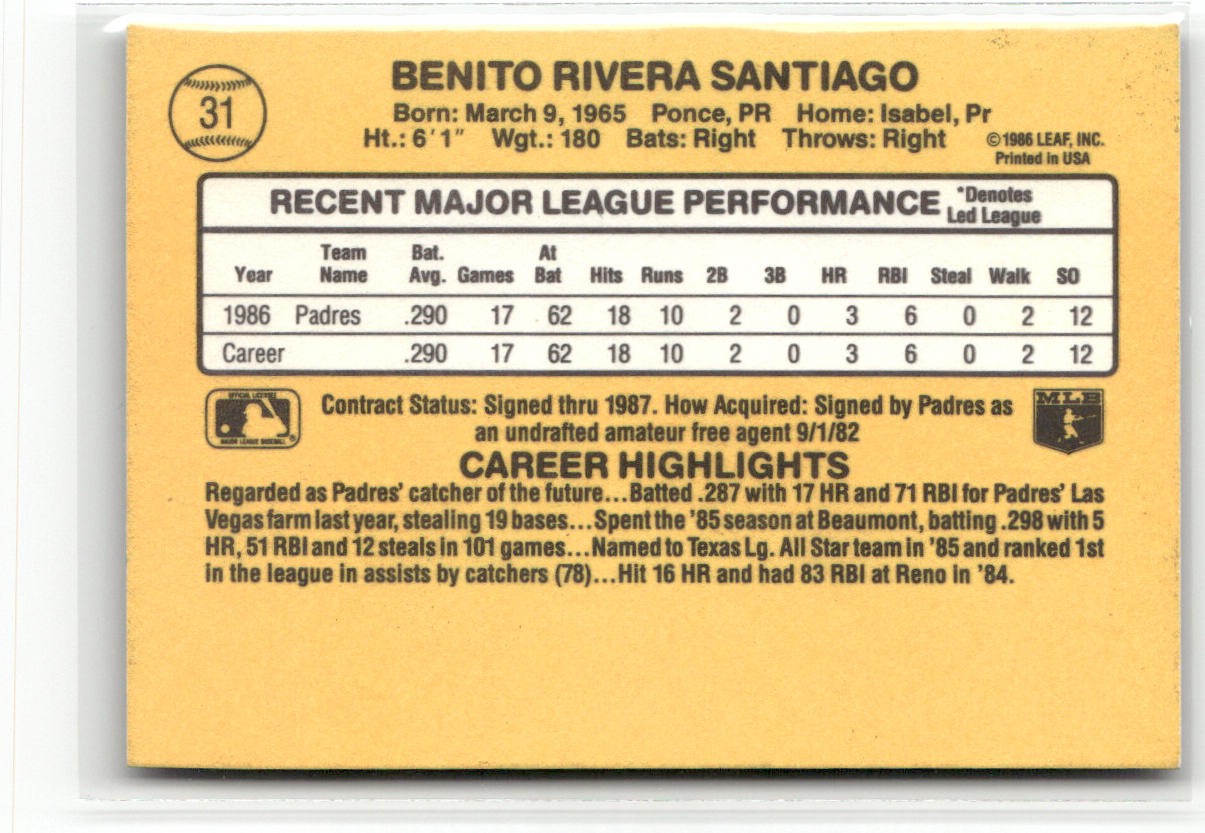 31
BENITO RIVERA SANTIAGO
Born: March 9, 1965 Ponce, PR Home: Isabel, Pr
Ht.: 6'1" Wgt.: 180 Bats: Right Throws: Right
©1986 LEAF, INC.
Printed in USA
RECENT MAJOR LEAGUE PERFORMANCE *Denotes Led League
Year Team Name Bat. Avg. Games At Bat Hits Runs 2B 3B HR RBI Steal Walk SO
1986 Padres .290 17 62 18 10 2 0 3 6 0 2 12
Career .290 17 62 18 10 2 0 3 6 0 2 12
OFFICIAL LICENSEE
MAJOR LEAGUE BASEBALL
®
Contract Status: Signed thru 1987. How Acquired: Signed by Padres as
an undrafted amateur free agent 9/1/82
MLB
CAREER HIGHLIGHTS
Regarded as Padres' catcher of the future...Batted .287 with 17 HR and 71 RBI for Padres' Las
Vegas farm last year, stealing 19 bases...Spent the '85 season at Beaumont, batting .298 with 5
HR, 51 RBI and 12 steals in 101 games...Named to Texas Lg. All Star team in '85 and ranked 1st
in the league in assists by catchers (78)...Hit 16 HR and had 83 RBI at Reno in '84.